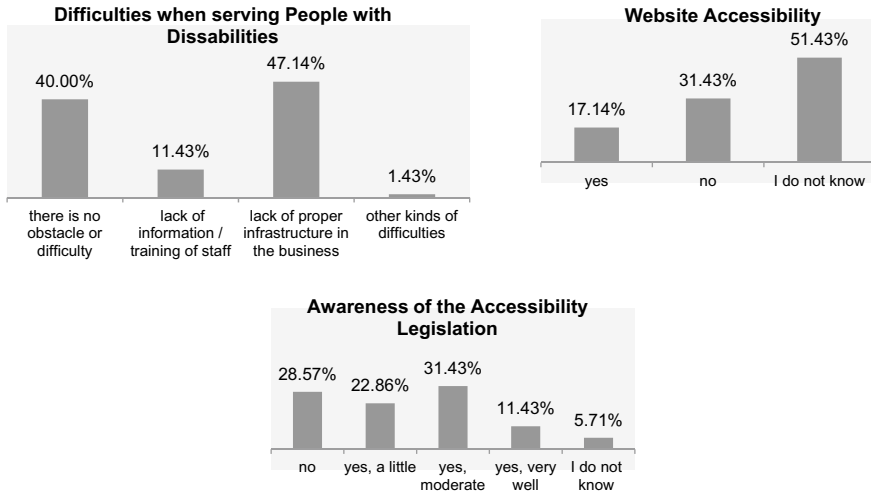 Difficulties when serving People with
Dissabilities
40.00%
11.43%
47.14%
1.43%
there is no
obstacle or
difficulty
lack of
information /
training of staff
lack of proper
infrastructure in
the business
other kinds of
difficulties
Website Accessibility
17.14%
31.43%
51.43%
yes
no
I do not know
Awareness of the Accessibility
Legislation
28.57%
22.86%
31.43%
11.43%
5.71%
no
yes, a little
yes,
moderate
yes, very
well
I do not
know